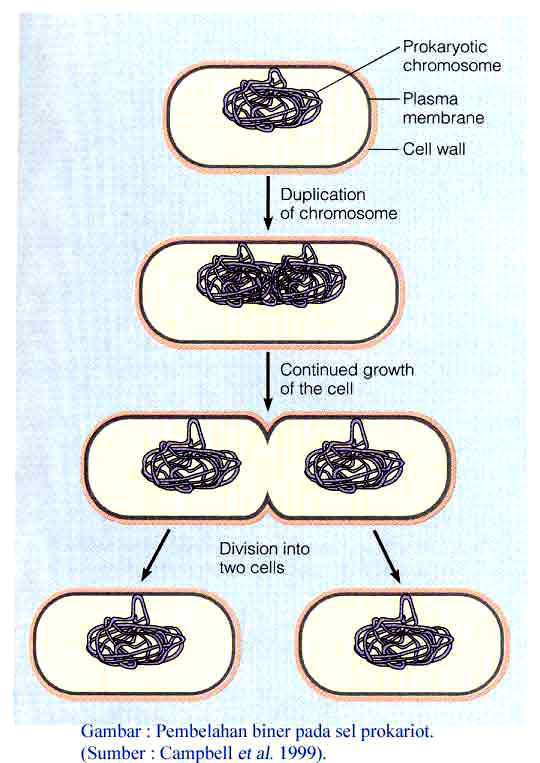 Prokaryotic
chromosome
Plasma
membrane
Cell wall
Duplication
of chromosome
Continued growth
of the cell
Division into
two cells
Gambar : Pembelahan biner pada sel prokariot.
(Sumber : Campbell et al. 1999).